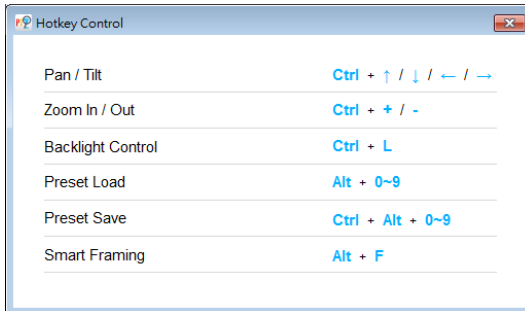 Hotkey Control
Pan / Tilt Ctrl + ↑ / ↓ / ← / →
Zoom In / Out Ctrl + + / -
Backlight Control Ctrl + L
Preset Load Alt + 0~9
Preset Save Ctrl + Alt + 0~9
Smart Framing Alt + F